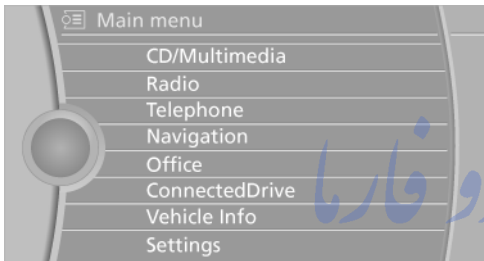 Main menu
CD/Multimedia
Radio
Telephone
Navigation
Office
ConnectedDrive
Vehicle Info
Settings